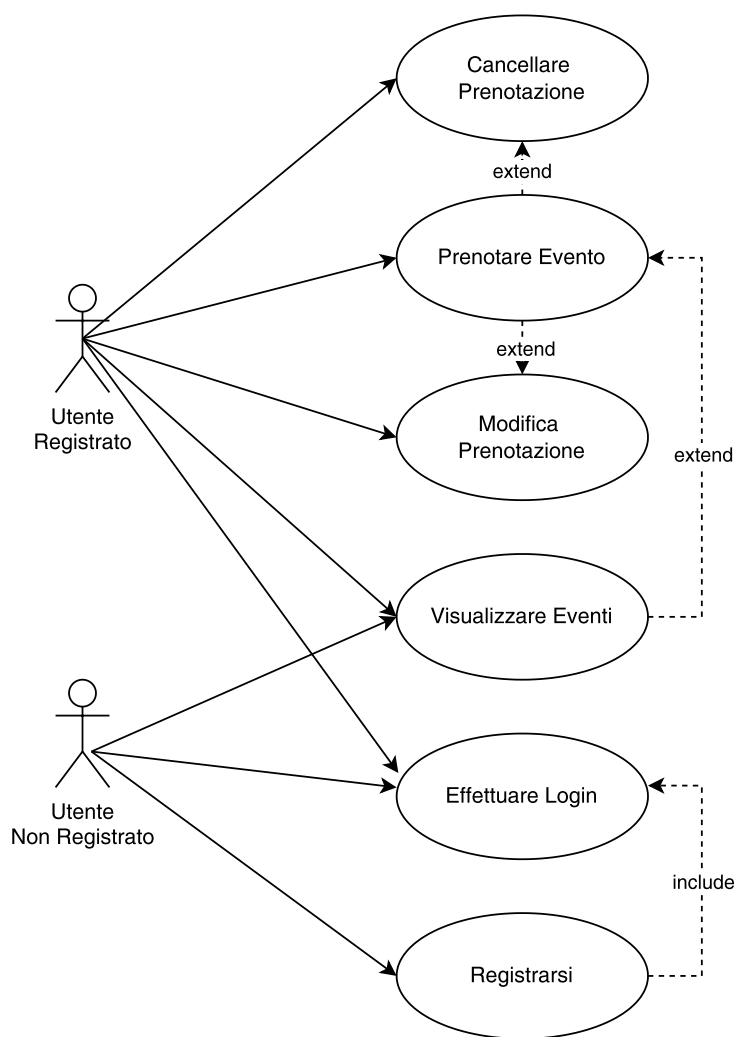 Cancellare
Prenotazione
extend
Prenotare Evento
extend
Utente
Registrato
Modifica
Prenotazione
extend
Visualizzare Eventi
Utente
Non Registrato
Effettuare Login
include
Registrarsi